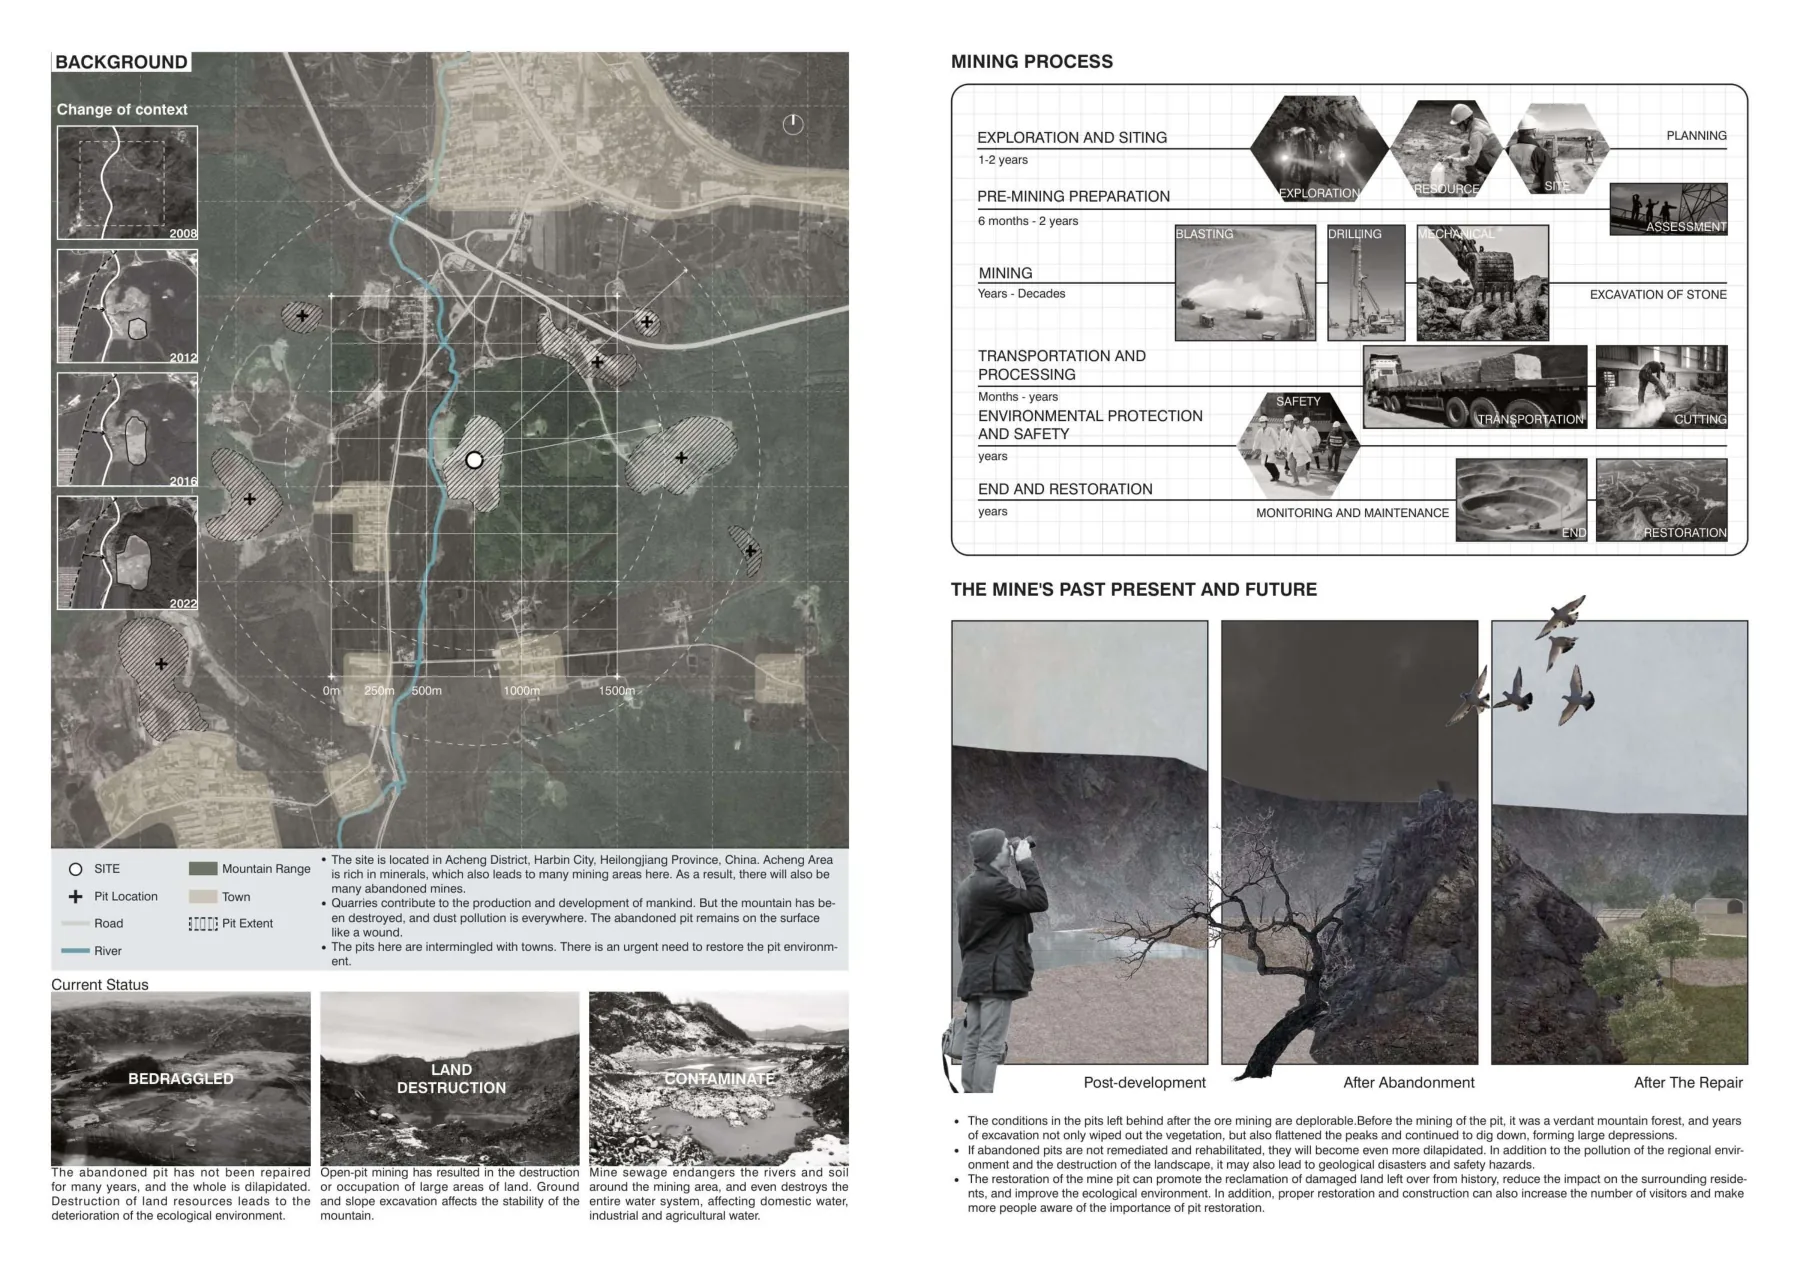 BACKGROUND
Change of context
2008
2012
2016
2022
0m
250m
500m
1000m
1500m
SITE
Pit Location
Road
River
Mountain Range
Town
Pit Extent
• The site is located in Acheng District, Harbin City, Heilongjiang Province, China. Acheng Area
is rich in minerals, which also leads to many mining areas here. As a result, there will also be
many abandoned mines.
• Quarries contribute to the production and development of mankind. But the mountain has be-
en destroyed, and dust pollution is everywhere. The abandoned pit remains on the surface
like a wound.
• The pits here are intermingled with towns. There is an urgent need to restore the pit environm-
ent.
Current Status
BEDRAGGLED
The abandoned pit has not been repaired
for many years, and the whole is dilapidated.
Destruction of land resources leads to the
deterioration of the ecological environment.
LAND
DESTRUCTION
Open-pit mining has resulted in the destruction
or occupation of large areas of land. Ground
and slope excavation affects the stability of the
mountain.
CONTAMINATE
Mine sewage endangers the rivers and soil
around the mining area, and even destroys the
entire water system, affecting domestic water,
industrial and agricultural water.
MINING PROCESS
EXPLORATION AND SITING
1-2 years
EXPLORATION
RESOURCE
SITE
PLANNING
PRE-MINING PREPARATION
6 months - 2 years
ASSESSMENT
MINING
Years - Decades
BLASTING
DRILLING
MECHANICAL
EXCAVATION OF STONE
TRANSPORTATION AND
PROCESSING
Months - years
TRANSPORTATION
CUTTING
ENVIRONMENTAL PROTECTION
AND SAFETY
years
SAFETY
END AND RESTORATION
years
MONITORING AND MAINTENANCE
END
RESTORATION
THE MINE'S PAST PRESENT AND FUTURE
Post-development
After Abandonment
After The Repair
• The conditions in the pits left behind after the ore mining are deplorable.Before the mining of the pit, it was a verdant mountain forest, and years
of excavation not only wiped out the vegetation, but also flattened the peaks and continued to dig down, forming large depressions.
• If abandoned pits are not remediated and rehabilitated, they will become even more dilapidated. In addition to the pollution of the regional envir-
onment and the destruction of the landscape, it may also lead to geological disasters and safety hazards.
• The restoration of the mine pit can promote the reclamation of damaged land left over from history, reduce the impact on the surrounding reside-
nts, and improve the ecological environment. In addition, proper restoration and construction can also increase the number of visitors and make
more people aware of the importance of pit restoration.